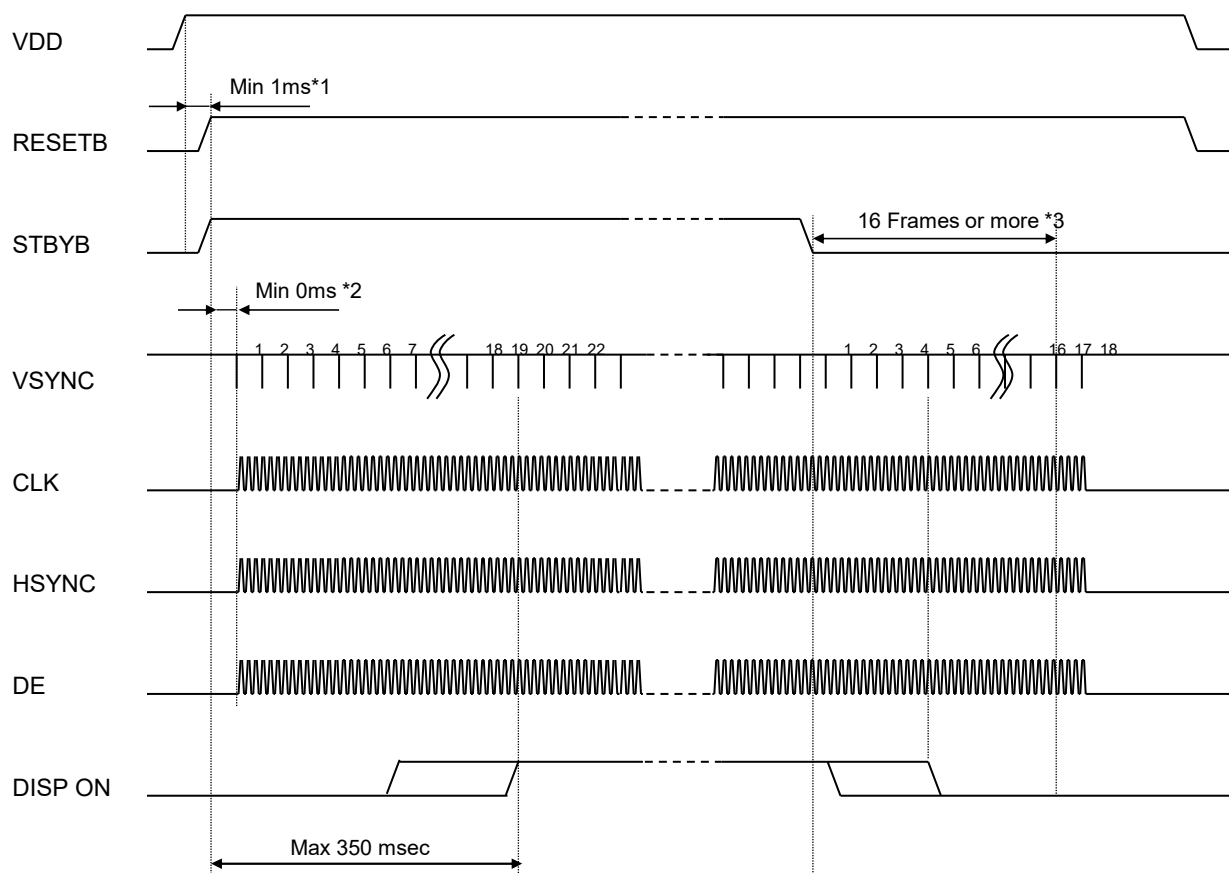 VDD
Min 1ms*1
RESETB
STBYB
16 Frames or more *3
Min 0ms *2
1 2 3 4 5 6 7 18 19 20 21 22 1 2 3 4 5 6 16 17 18
VSYNC
CLK
HSYNC
DE
DISP ON
Max 350 msec